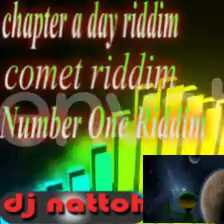 chapter a day riddim
comet riddim
Number One Riddim
dj nattoh